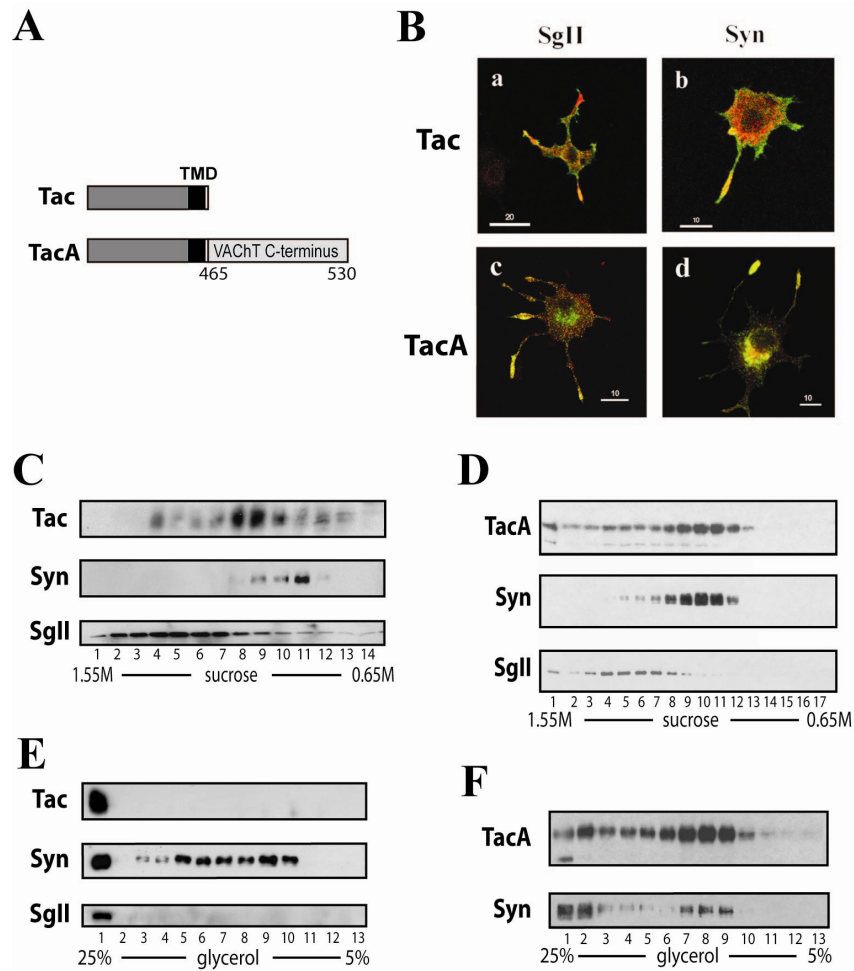 A
TMD
Tac
TacA
VAChT C-terminus
465 530
B
SgII Syn
Tac
a
20
b
10
TacA
c
10
d
10
C
Tac
Syn
SgII
1 2 3 4 5 6 7 8 9 10 11 12 13 14
1.55M sucrose 0.65M
D
TacA
Syn
SgII
1 2 3 4 5 6 7 8 9 10 11 12 13 14 15 16 17
1.55M sucrose 0.65M
E
Tac
Syn
SgII
1 2 3 4 5 6 7 8 9 10 11 12 13
25% glycerol 5%
F
TacA
Syn
1 2 3 4 5 6 7 8 9 10 11 12 13
25% glycerol 5%